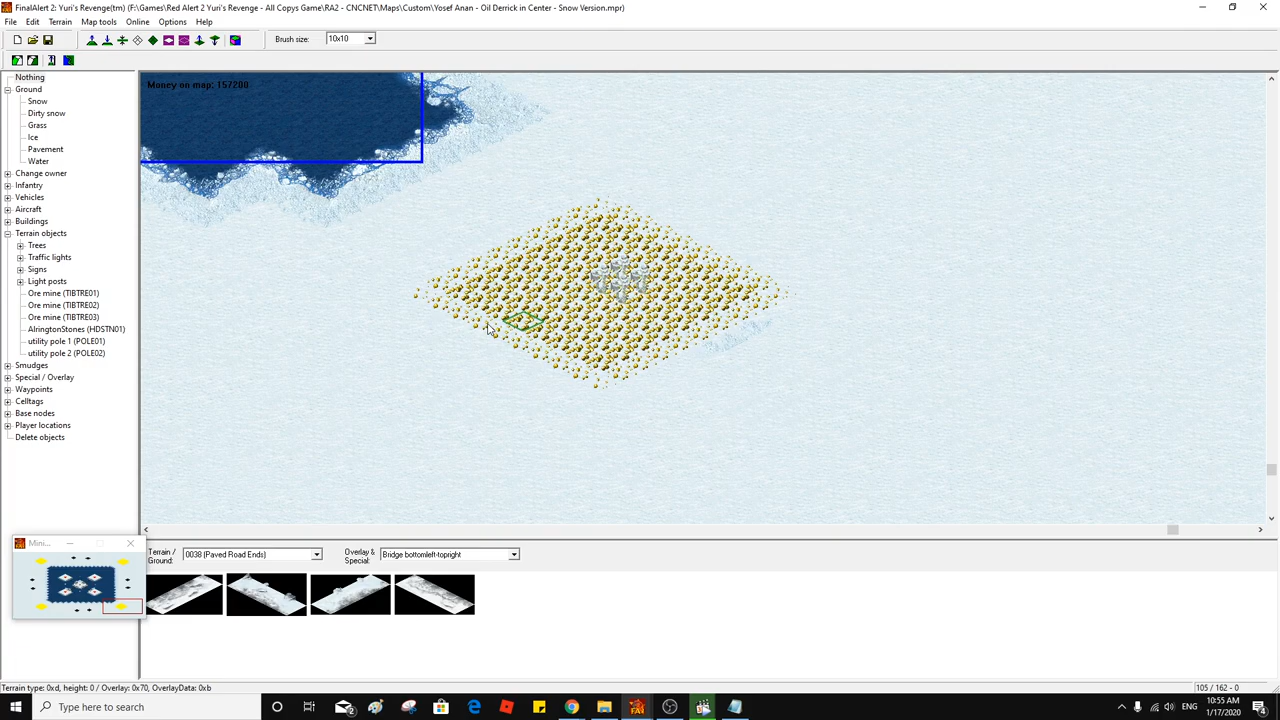 FinalAlert 2: Yuri's Revenge(tm) (F:\Games\Red Alert 2 Yuri's Revenge - All Copys Game\RA2 - CNCNET\Maps\Custom\Yosef Anan - Oil Derrick in Center - Snow Version.mpr)
File Edit Terrain Map tools Online Options Help
Brush size: 10x10
Nothing
Ground
Snow
Dirty snow
Grass
Ice
Pavement
Water
Change owner
Infantry
Vehicles
Aircraft
Buildings
Terrain objects
Trees
Traffic lights
Signs
Light posts
Ore mine (TIBTRE01)
Ore mine (TIBTRE02)
Ore mine (TIBTRE03)
AlringtonStones (HDSTN01)
utility pole 1 (POLE01)
utility pole 2 (POLE02)
Smudges
Special / Overlay
Waypoints
Celltags
Base nodes
Player locations
Delete objects
Money on map: 157200
Mini...
Terrain / Ground: 0038 (Paved Road Ends)
Overlay & Special: Bridge bottomleft-topright
Terrain type: 0xd, height: 0 / Overlay: 0x70, OverlayData: 0xb
105 / 162 - 0
Type here to search
10:55 AM
1/17/2020